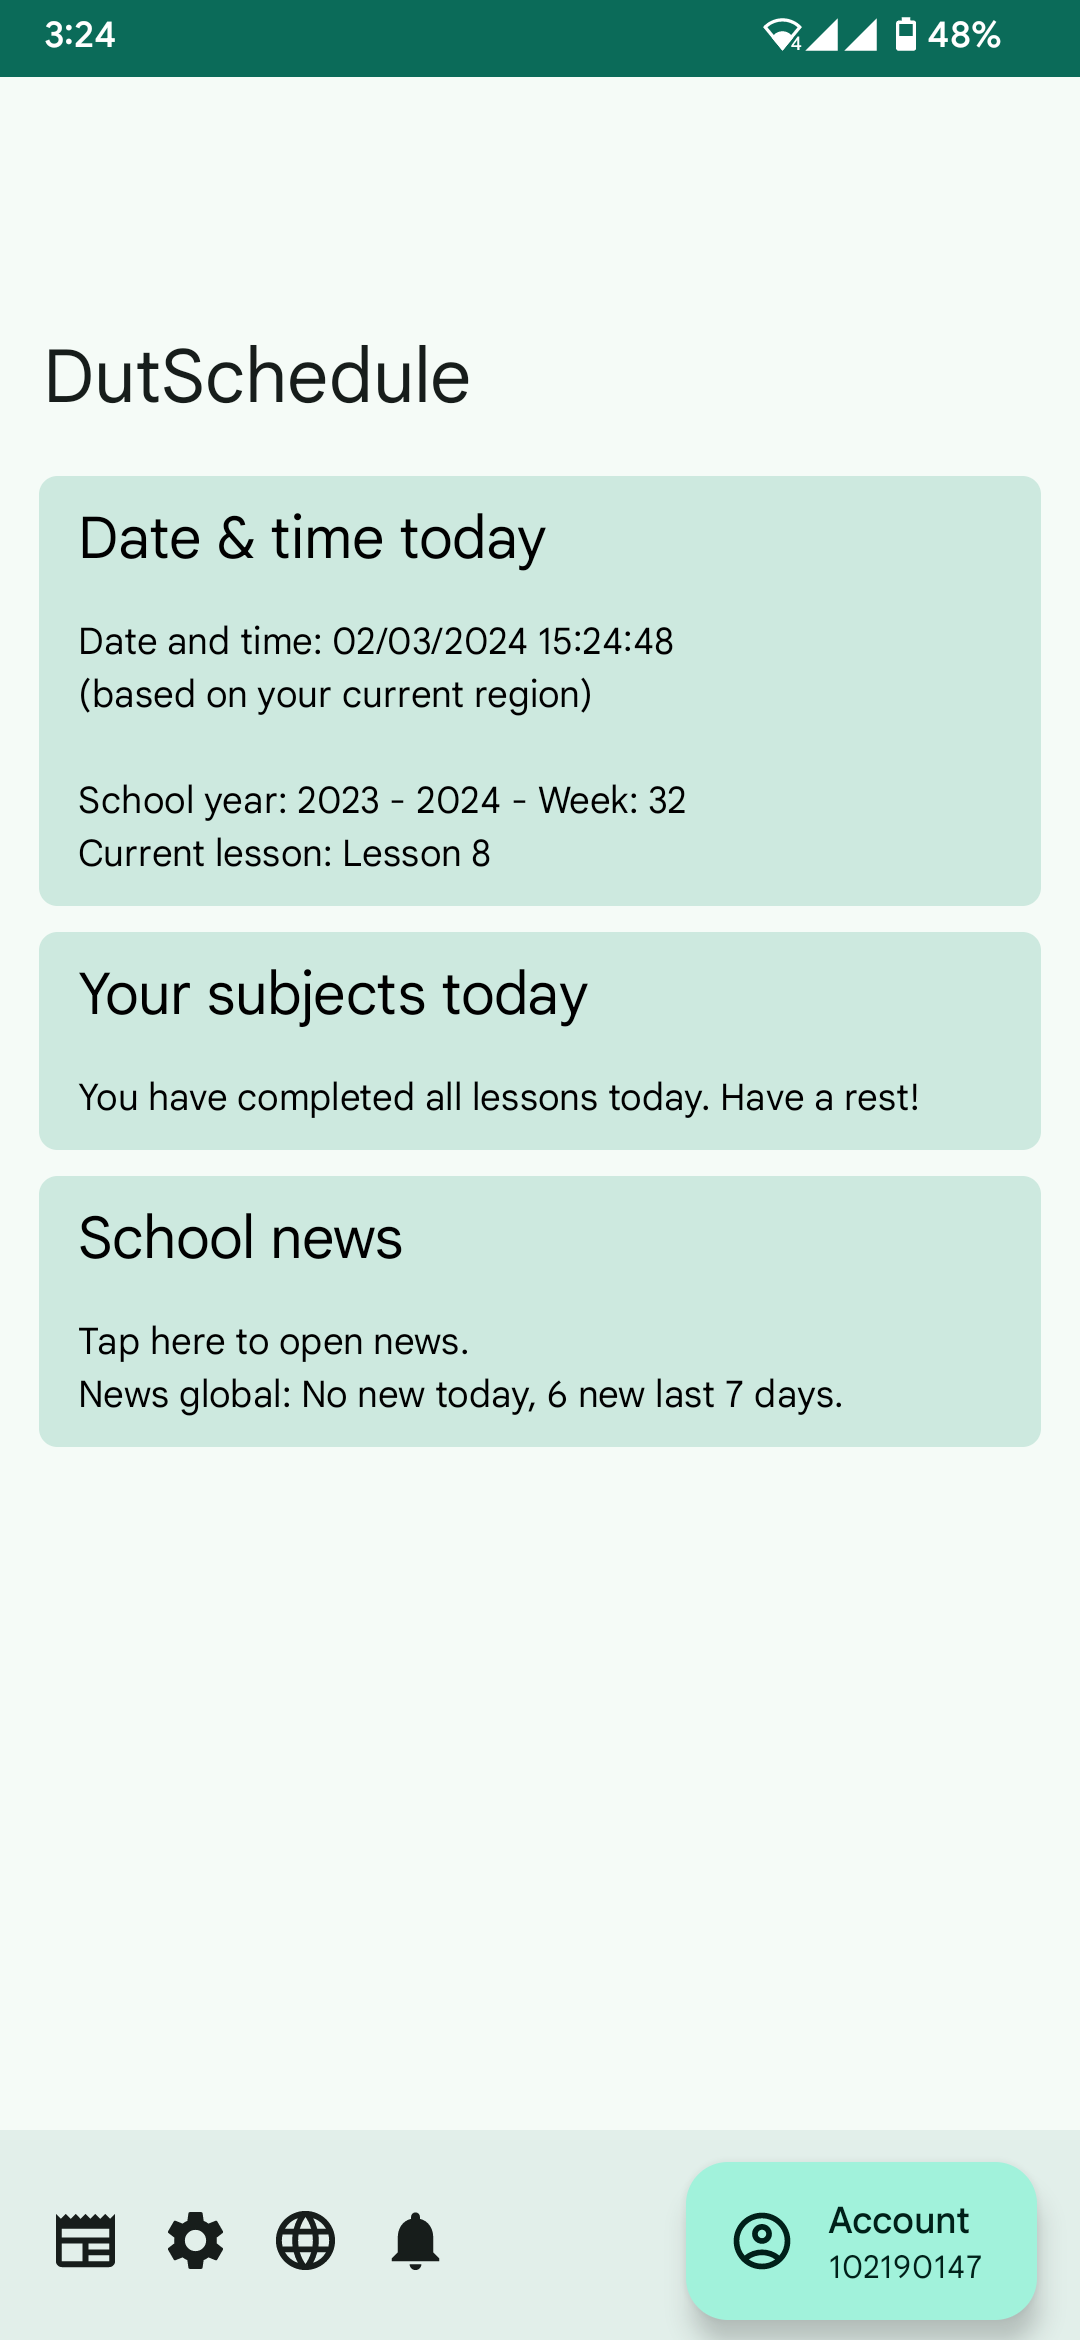 3:24
4
48%
DutSchedule
Date & time today
Date and time: 02/03/2024 15:24:48
(based on your current region)
School year: 2023 - 2024 - Week: 32
Current lesson: Lesson 8
Your subjects today
You have completed all lessons today. Have a rest!
School news
Tap here to open news.
News global: No new today, 6 new last 7 days.
Account
102190147